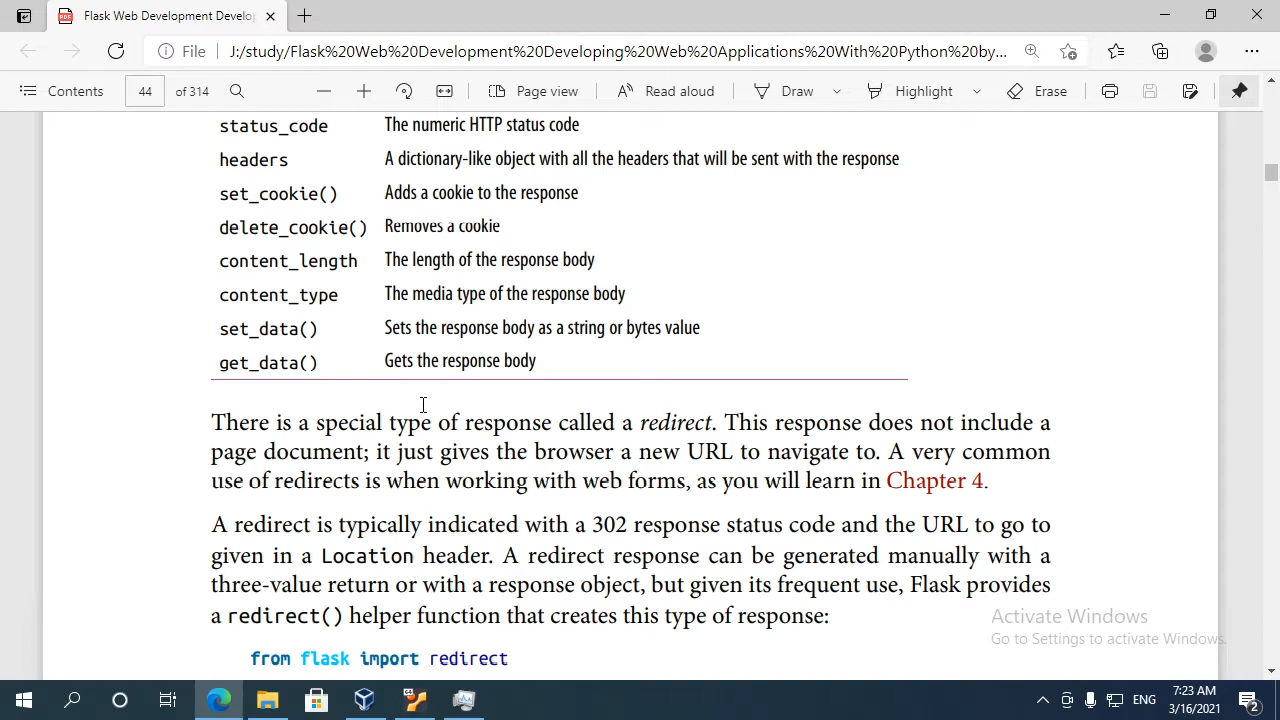 Flask Web Development Develo
File J:/study/Flask%20Web%20Development%20Developing%20Web%20Applications%20With%20Python%20by...
Contents 44 of 314 Page view Read aloud Draw Highlight Erase
status_code The numeric HTTP status code
headers A dictionary-like object with all the headers that will be sent with the response
set_cookie() Adds a cookie to the response
delete_cookie() Removes a cookie
content_length The length of the response body
content_type The media type of the response body
set_data() Sets the response body as a string or bytes value
get_data() Gets the response body
There is a special type of response called a redirect. This response does not include a
page document; it just gives the browser a new URL to navigate to. A very common
use of redirects is when working with web forms, as you will learn in Chapter 4.
A redirect is typically indicated with a 302 response status code and the URL to go to
given in a Location header. A redirect response can be generated manually with a
three-value return or with a response object, but given its frequent use, Flask provides
a redirect() helper function that creates this type of response:
from flask import redirect
Activate Windows
Go to Settings to activate Windows.
ENG
7:23 AM
3/16/2021
2